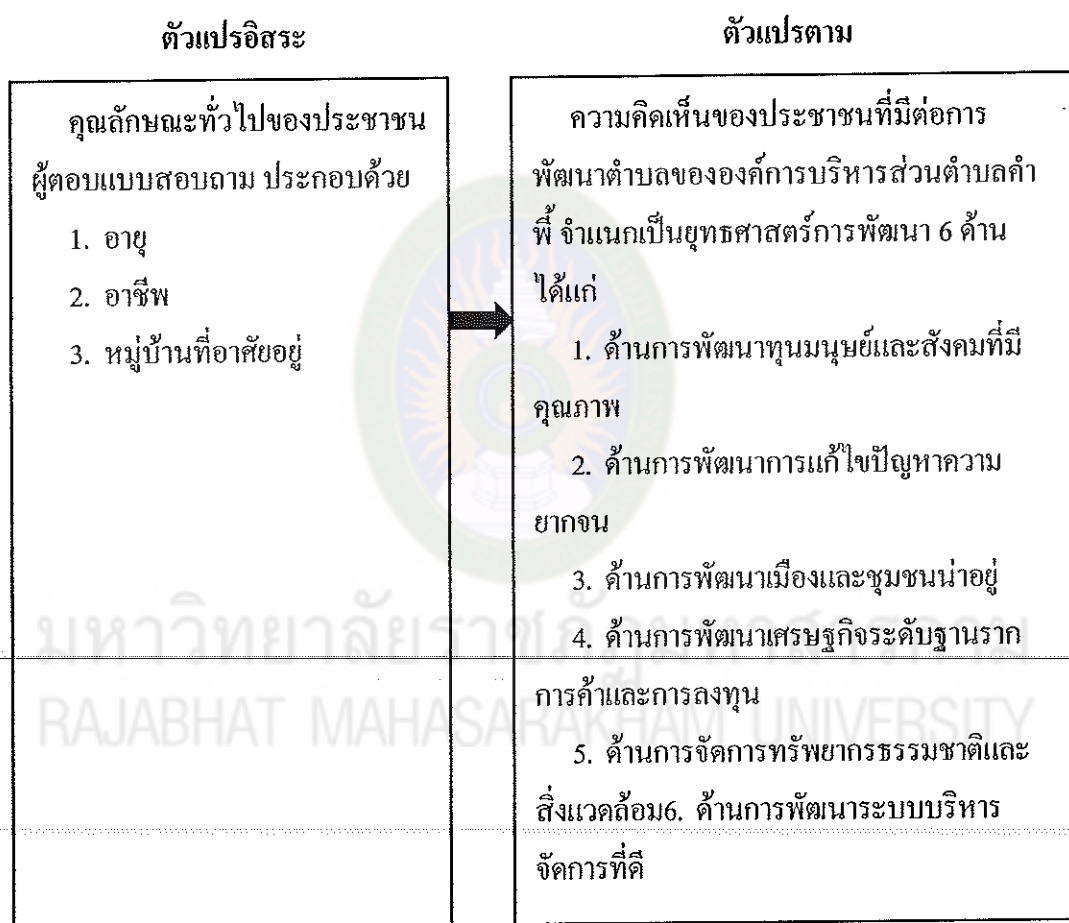 ตัวแปรอิสระ
ตัวแปรตาม
คุณลักษณะทั่วไปของประชาชน
ผู้ตอบแบบสอบถาม ประกอบด้วย
1. อายุ
2. อาชีพ
3. หมู่บ้านที่อาศัยอยู่
ความคิดเห็นของประชาชนที่มีต่อการ
พัฒนาตำบลขององค์การบริหารส่วนตำบลคำ
พี้ จำแนกเป็นยุทธศาสตร์การพัฒนา 6 ด้าน
ได้แก่
1. ด้านการพัฒนาทุนมนุษย์และสังคมที่มี
คุณภาพ
2. ด้านการพัฒนาการแก้ไขปัญหาความ
ยากจน
3. ด้านการพัฒนาเมืองและชุมชนน่าอยู่
4. ด้านการพัฒนาเศรษฐกิจระดับฐานราก
การค้าและการลงทุน
5. ด้านการจัดการทรัพยากรธรรมชาติและ
สิ่งแวดล้อม6. ด้านการพัฒนาระบบบริหาร
จัดการที่ดี
มหาวิทยาลัยราชภัฏมหาสารคาม
RAJABHAT MAHASARAKHAM UNIVERSITY